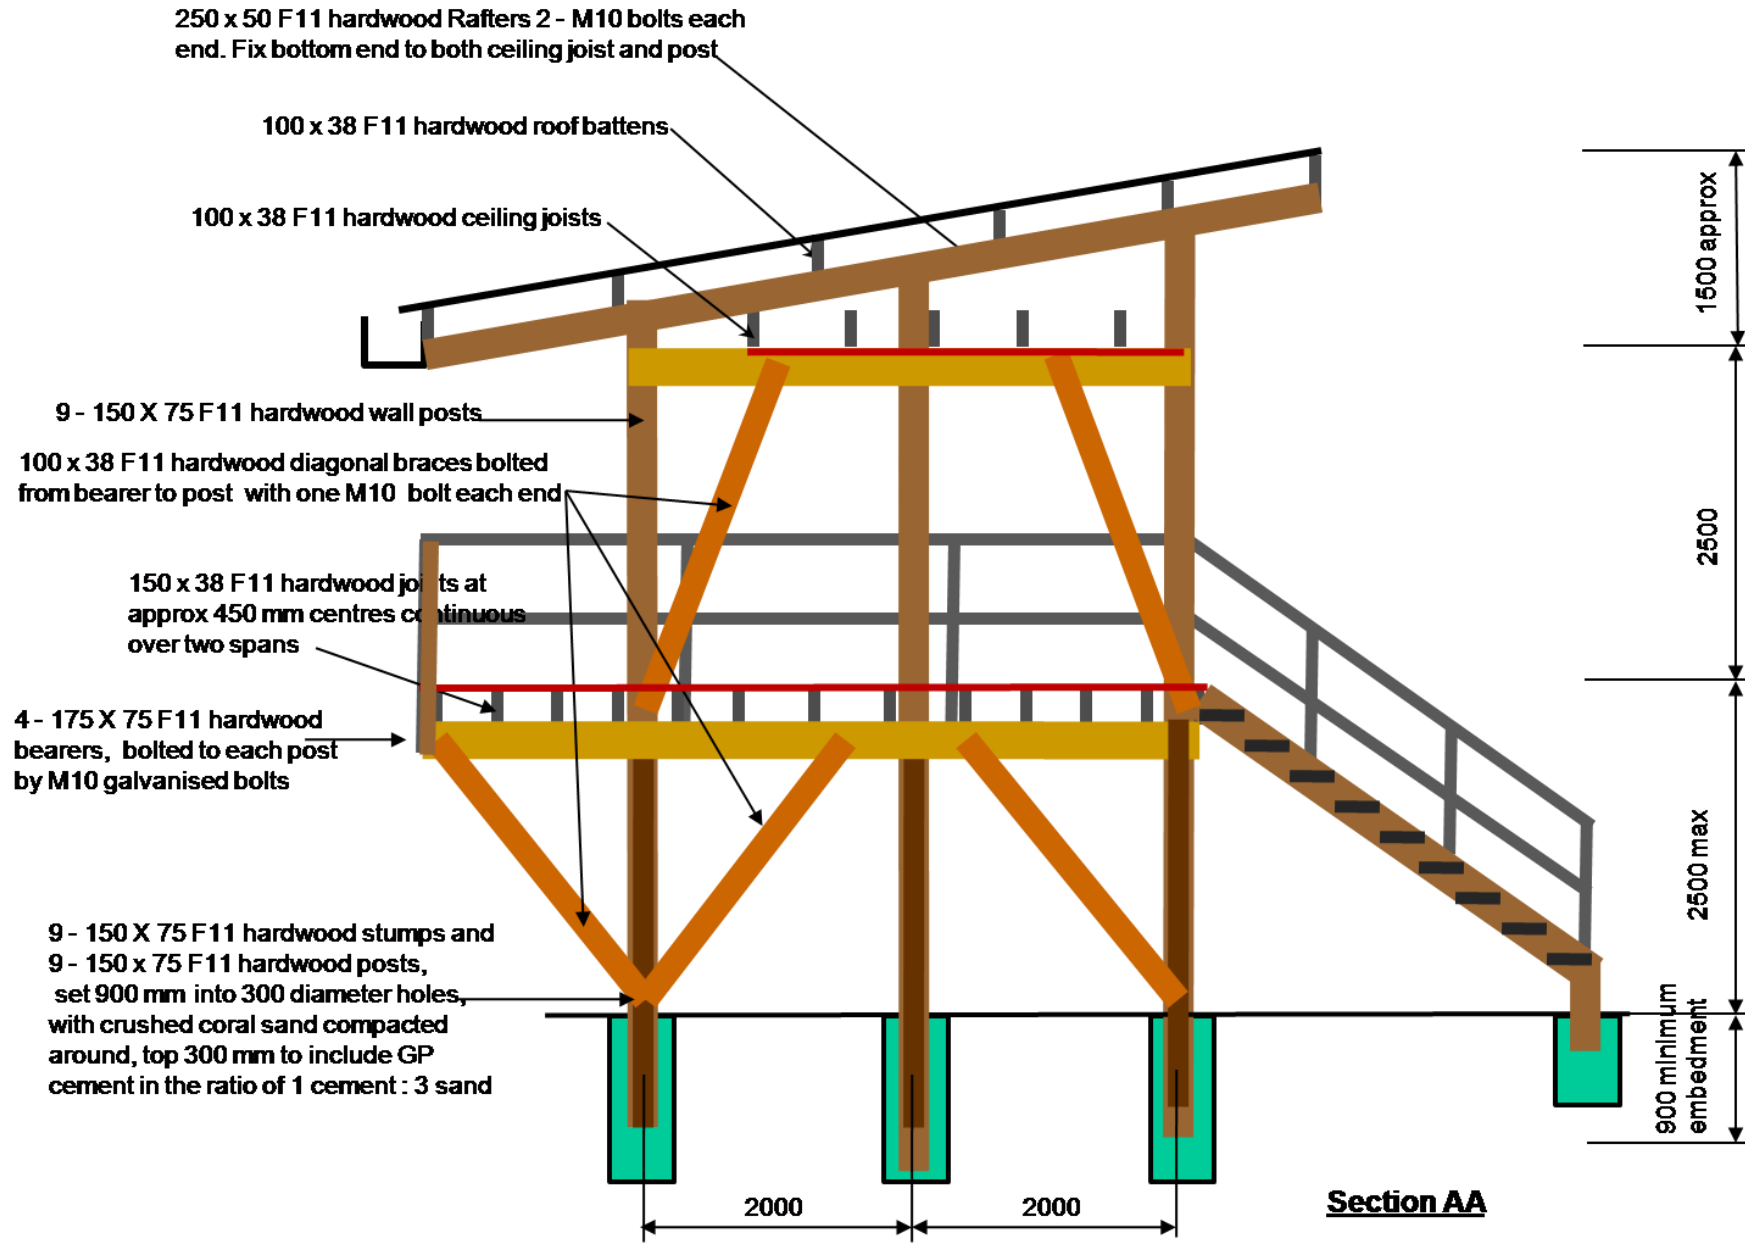 250 x 50 F11 hardwood Rafters 2 - M10 bolts each
end. Fix bottom end to both ceiling joist and post
100 x 38 F11 hardwood roof battens
100 x 38 F11 hardwood ceiling joists
9 - 150 X 75 F11 hardwood wall posts
100 x 38 F11 hardwood diagonal braces bolted
from bearer to post with one M10 bolt each end
150 x 38 F11 hardwood joists at
approx 450 mm centres continuous
over two spans
4 - 175 X 75 F11 hardwood
bearers, bolted to each post
by M10 galvanised bolts
9 - 150 X 75 F11 hardwood stumps and
9 - 150 x 75 F11 hardwood posts,
set 900 mm into 300 diameter holes,
with crushed coral sand compacted
around, top 300 mm to include GP
cement in the ratio of 1 cement : 3 sand
1500 approx
2500
2500 max
900 minimum
embedment
2000
2000
Section AA